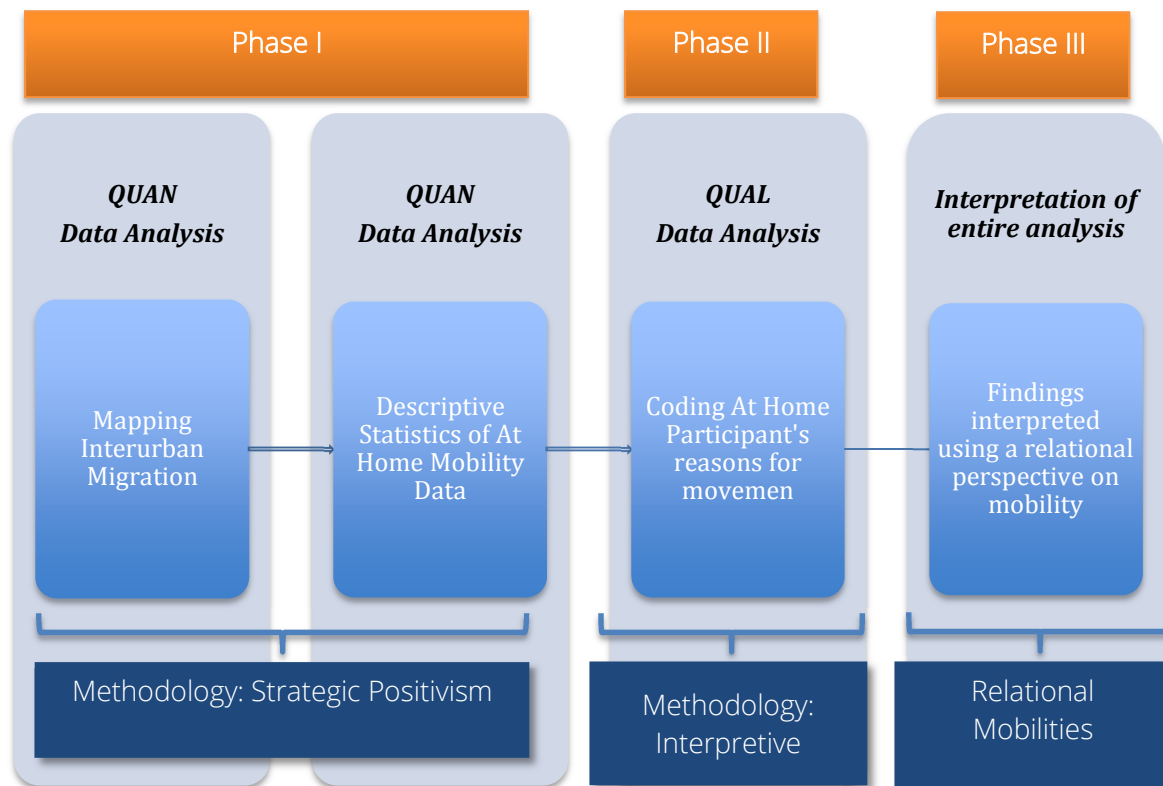 Phase I
Phase II
Phase III
QUAN
Data Analysis
QUAN
Data Analysis
QUAL
Data Analysis
Interpretation of
entire analysis
Mapping
Interurban
Migration
Descriptive
Statistics of At
Home Mobility
Data
Coding At Home
Participant's
reasons for
movemen
Findings
interpreted
using a relational
perspective on
mobility
Methodology: Strategic Positivism
Methodology:
Interpretive
Relational
Mobilities